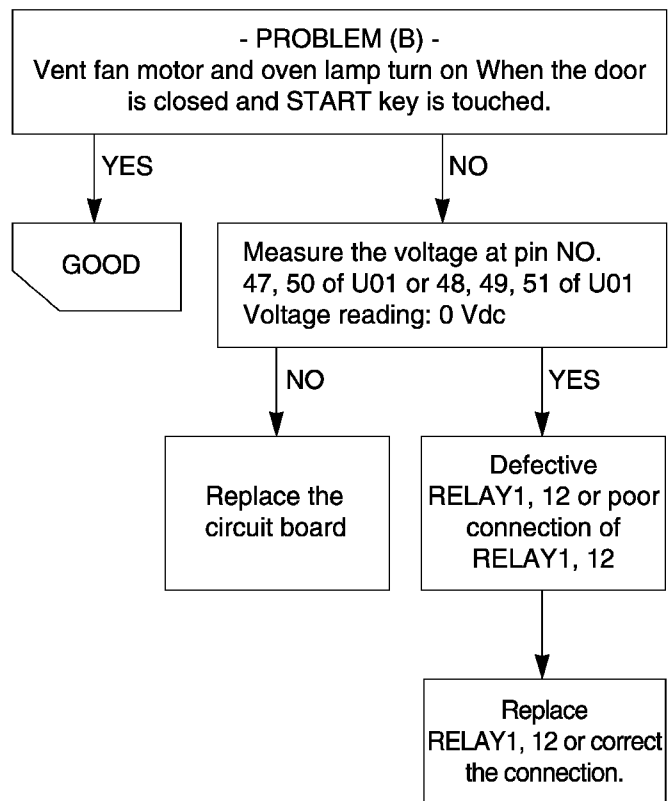 - PROBLEM (B) -
Vent fan motor and oven lamp turn on When the door
is closed and START key is touched.
YES
NO
GOOD
Measure the voltage at pin NO.
47, 50 of U01 or 48, 49, 51 of U01
Voltage reading: 0 Vdc
NO
YES
Replace the
circuit board
Defective
RELAY1, 12 or poor
connection of
RELAY1, 12
Replace
RELAY1, 12 or correct
the connection.